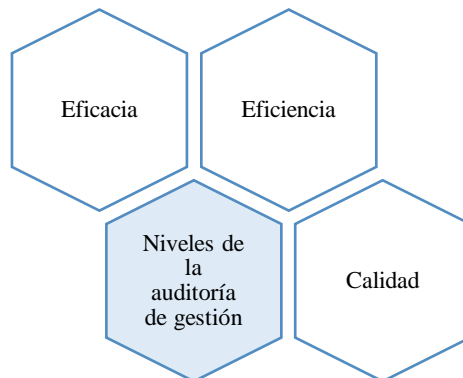 Eficacia
Eficiencia
Niveles de
la
auditoría
de gestión
Calidad